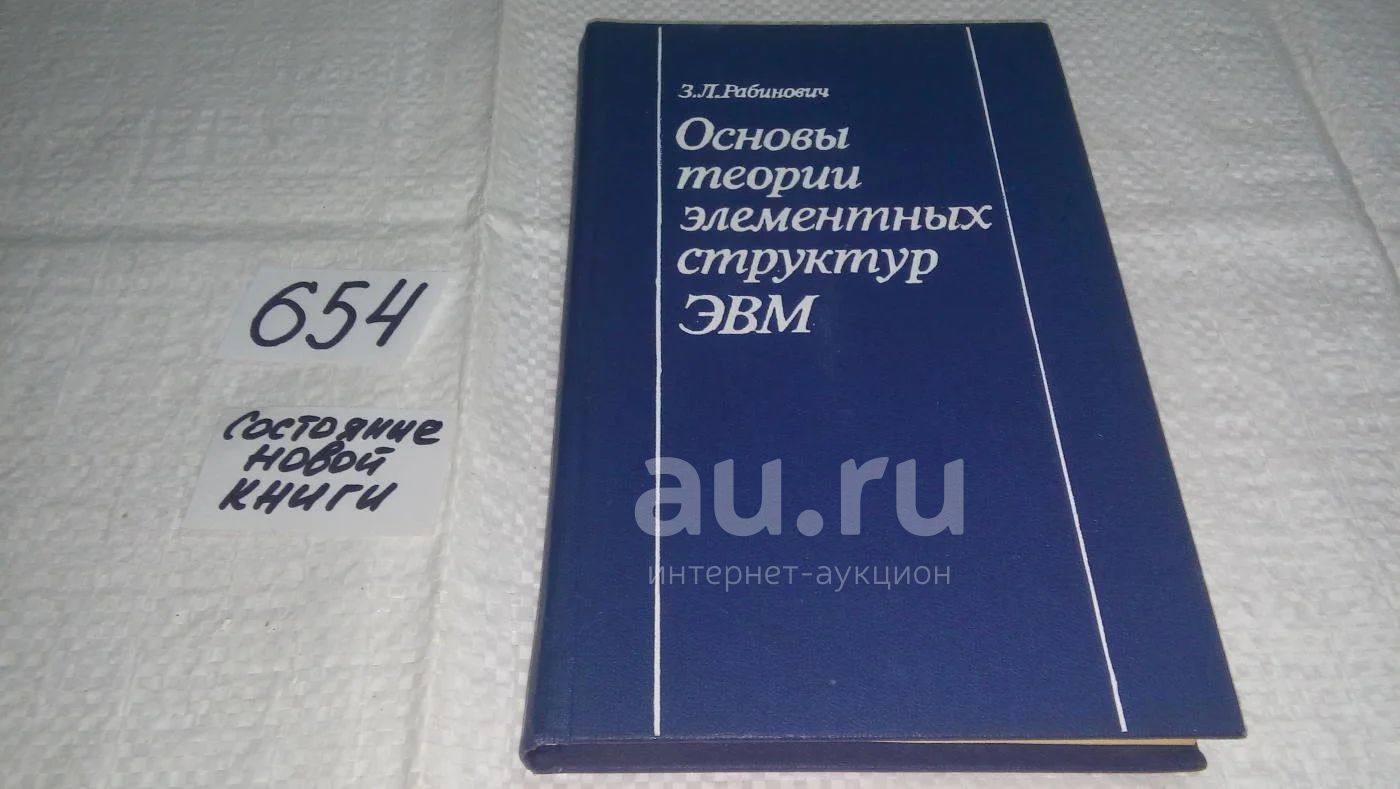 З.Л.Рабинович
Основы
теории
элементных
структур
ЭВМ
654
Состояние
новой
книги
au.ru
интернет-аукцион